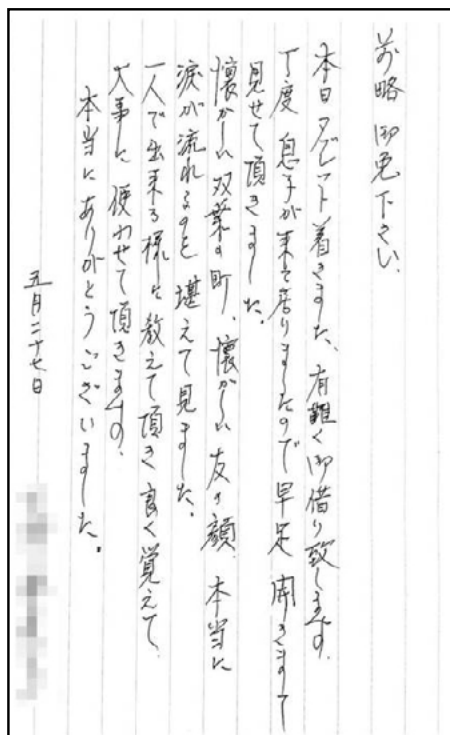 前略 御免下さい、
本日タブレット着きました、有難く御借り致します。
丁度 息子が来て居りましたので早足 開きまして
見せて頂きました。
懐かしい双葉の町、懐かしい友の顔 本当に
涙が流れるのを堪えて見ました。
一人で出来る様に教えて頂き良く覚えて
大事に使わせて頂きます。
本当にありがとうございました。
五月二十七日